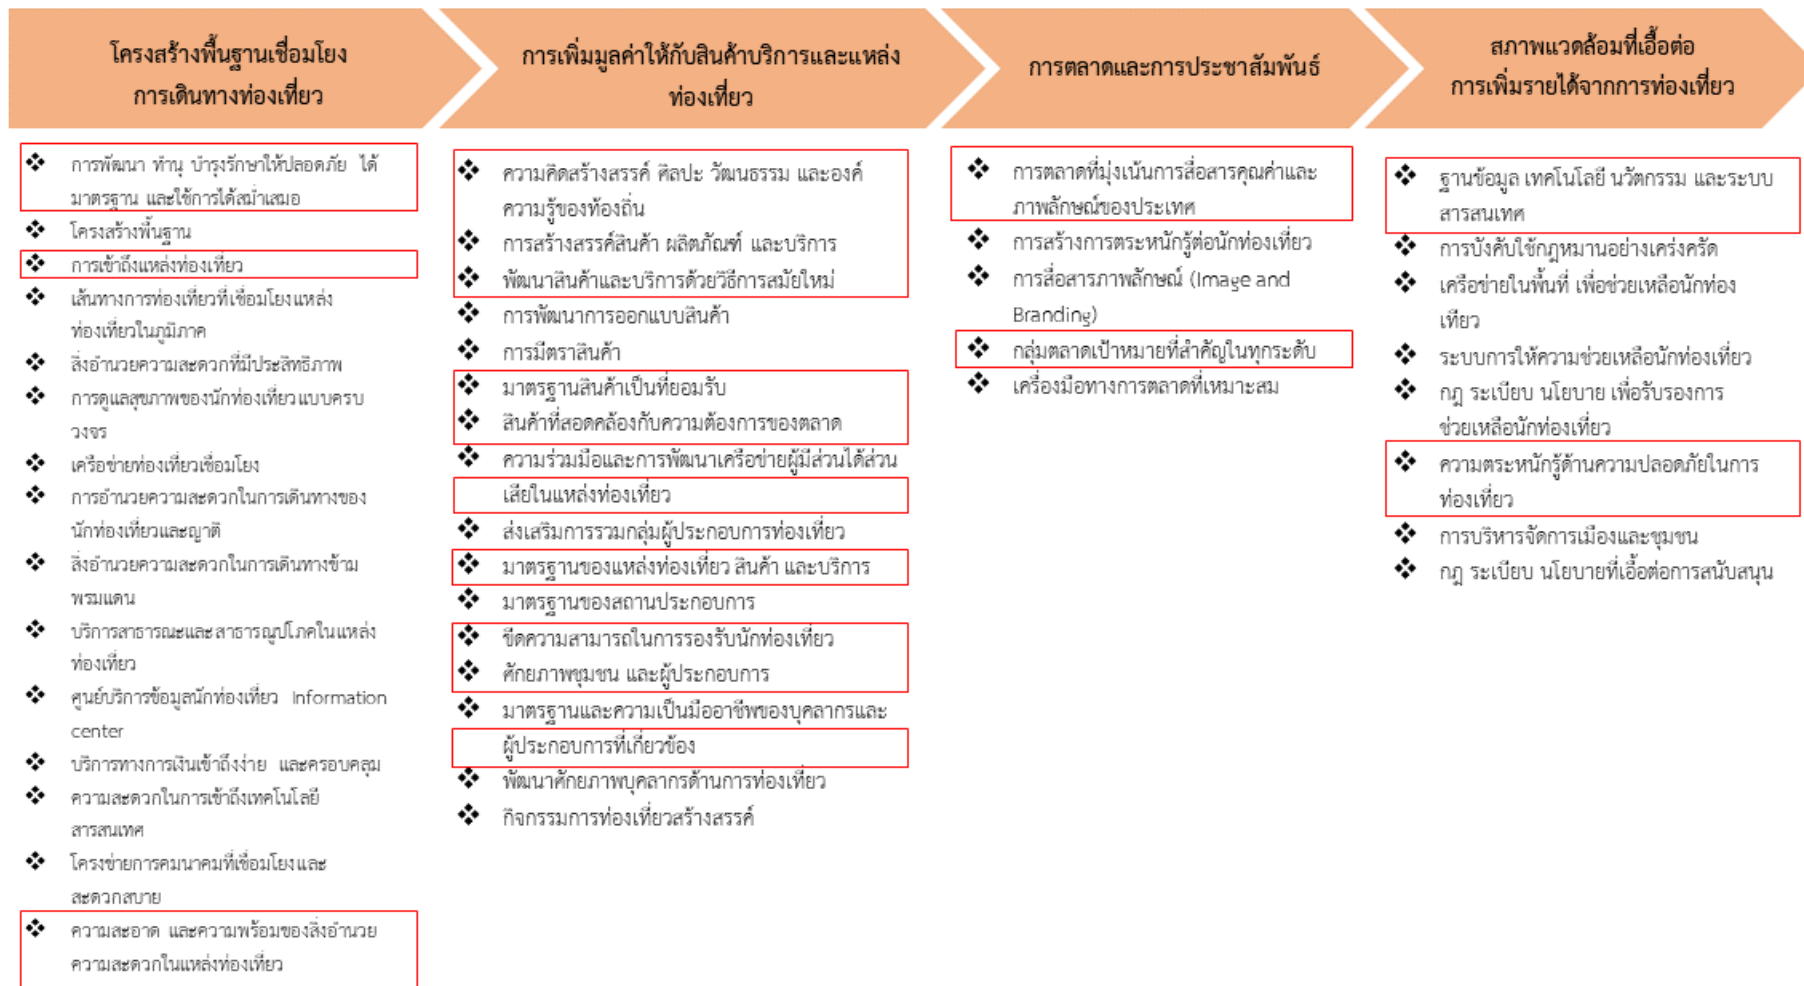 โครงสร้างพื้นฐานเชื่อมโยง
การเดินทางท่องเที่ยว
การเพิ่มมูลค่าให้กับสินค้าบริการและแหล่ง
ท่องเที่ยว
การตลาดและการประชาสัมพันธ์
สภาพแวดล้อมที่เอื้อต่อ
การเพิ่มรายได้จากการท่องเที่ยว
❖ การพัฒนา ทำนุ บำรุงรักษาให้ปลอดภัย ได้
มาตรฐาน และใช้การได้สม่ำเสมอ
❖ โครงสร้างพื้นฐาน
❖ การเข้าถึงแหล่งท่องเที่ยว
❖ เส้นทางการท่องเที่ยวที่เชื่อมโยงแหล่ง
ท่องเที่ยวในภูมิภาค
❖ สิ่งอำนวยความสะดวกที่มีประสิทธิภาพ
❖ การดูแลสุขภาพของนักท่องเที่ยวแบบครบ
วงจร
❖ เครือข่ายท่องเที่ยวเชื่อมโยง
❖ การอำนวยความสะดวกในการเดินทางของ
นักท่องเที่ยวและญาติ
❖ สิ่งอำนวยความสะดวกในการเดินทางข้าม
พรมแดน
❖ บริการสาธารณะและสาธารณูปโภคในแหล่ง
ท่องเที่ยว
❖ ศูนย์บริการข้อมูลนักท่องเที่ยว Information
center
❖ บริการทางการเงินเข้าถึงง่าย และครอบคลุม
❖ ความสะดวกในการเข้าถึงเทคโนโลยี
สารสนเทศ
❖ โครงข่ายการคมนาคมที่เชื่อมโยงและ
สะดวกสบาย
❖ ความสะอาด และความพร้อมของสิ่งอำนวย
ความสะดวกในแหล่งท่องเที่ยว
❖ ความคิดสร้างสรรค์ ศิลปะ วัฒนธรรม และองค์
ความรู้ของท้องถิ่น
❖ การสร้างสรรค์สินค้า ผลิตภัณฑ์ และบริการ
❖ พัฒนาสินค้าและบริการด้วยวิธีการสมัยใหม่
❖ การพัฒนาการออกแบบสินค้า
❖ การมีตราสินค้า
❖ มาตรฐานสินค้าเป็นที่ยอมรับ
❖ สินค้าที่สอดคล้องกับความต้องการของตลาด
❖ ความร่วมมือและการพัฒนาเครือข่ายผู้มีส่วนได้ส่วน
เสียในแหล่งท่องเที่ยว
❖ ส่งเสริมการรวมกลุ่มผู้ประกอบการท่องเที่ยว
❖ มาตรฐานของแหล่งท่องเที่ยว สินค้า และบริการ
❖ มาตรฐานของสถานประกอบการ
❖ ขีดความสามารถในการรองรับนักท่องเที่ยว
❖ ศักยภาพชุมชน และผู้ประกอบการ
❖ มาตรฐานและความเป็นมืออาชีพของบุคลากรและ
ผู้ประกอบการที่เกี่ยวข้อง
❖ พัฒนาศักยภาพบุคลากรด้านการท่องเที่ยว
❖ กิจกรรมการท่องเที่ยวสร้างสรรค์
❖ การตลาดที่มุ่งเน้นการสื่อสารคุณค่าและ
ภาพลักษณ์ของประเทศ
❖ การสร้างการตระหนักรู้ต่อนักท่องเที่ยว
❖ การสื่อสารภาพลักษณ์ (Image and
Branding)
❖ กลุ่มตลาดเป้าหมายที่สำคัญในทุกระดับ
❖ เครื่องมือทางการตลาดที่เหมาะสม
❖ ฐานข้อมูล เทคโนโลยี นวัตกรรม และระบบ
สารสนเทศ
❖ การบังคับใช้กฎหมานอย่างเคร่งครัด
❖ เครือข่ายในพื้นที่ เพื่อช่วยเหลือนักท่อง
เทียว
❖ ระบบการให้ความช่วยเหลือนักท่องเที่ยว
❖ กฎ ระเบียบ นโยบาย เพื่อรับรองการ
ช่วยเหลือนักท่องเที่ยว
❖ ความตระหนักรู้ด้านความปลอดภัยในการ
ท่องเที่ยว
❖ การบริหารจัดการเมืองและชุมชน
❖ กฎ ระเบียบ นโยบายที่เอื้อต่อการสนับสนุน